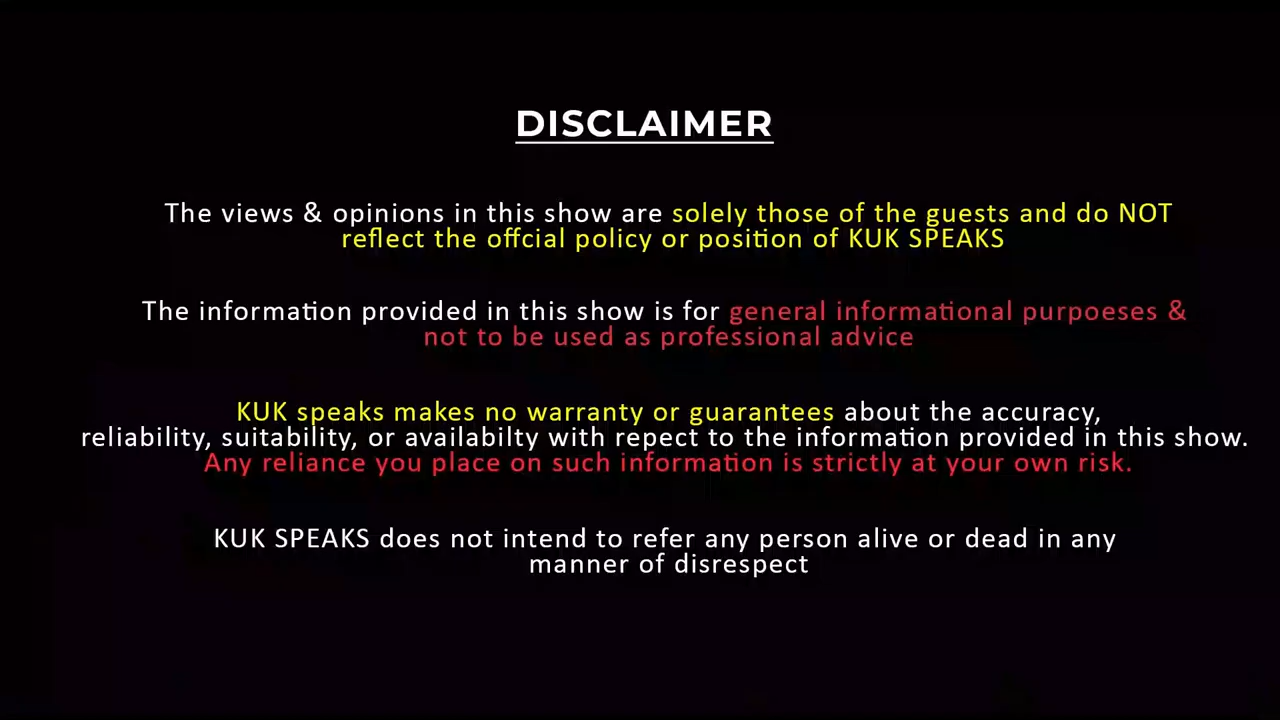 DISCLAIMER
The views & opinions in this show are solely those of the guests and do NOT
reflect the offcial policy or position of KUK SPEAKS
The information provided in this show is for general informational purpoeses &
not to be used as professional advice
KUK speaks makes no warranty or guarantees about the accuracy,
reliability, suitability, or availabilty with repect to the information provided in this show.
Any reliance you place on such information is strictly at your own risk.
KUK SPEAKS does not intend to refer any person alive or dead in any
manner of disrespect